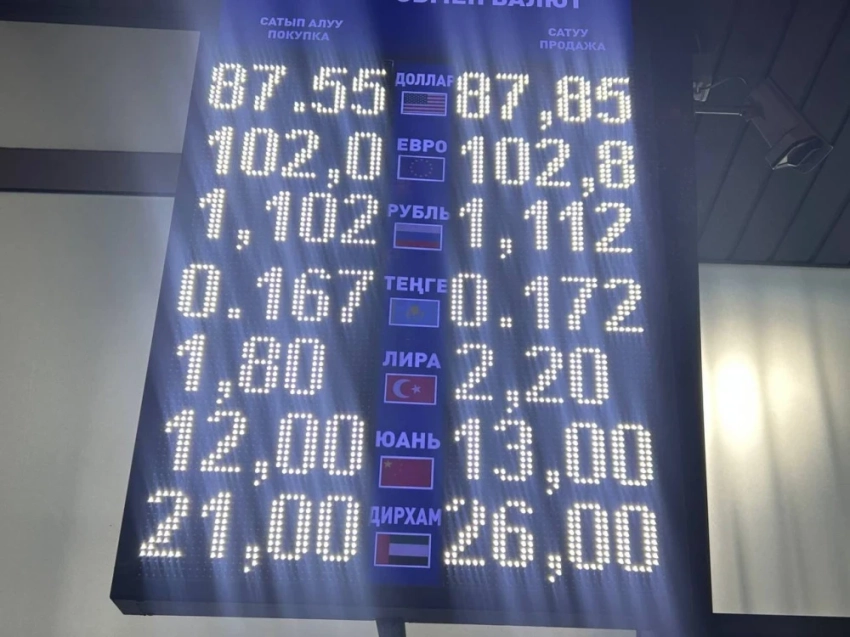 ОБМЕН ВАЛЮТ
САТЫП АЛУУ САТУУ
ПОКУПКА ПРОДАЖА
87.55 ДОЛЛАР 87,85
102,0 ЕВРО 102,8
1,102 РУБЛЬ 1,112
0.167 ТЕҢГЕ 0.172
1,80 ЛИРА 2,20
12,00 ЮАНЬ 13,00
21,00 ДИРХАМ 26,00